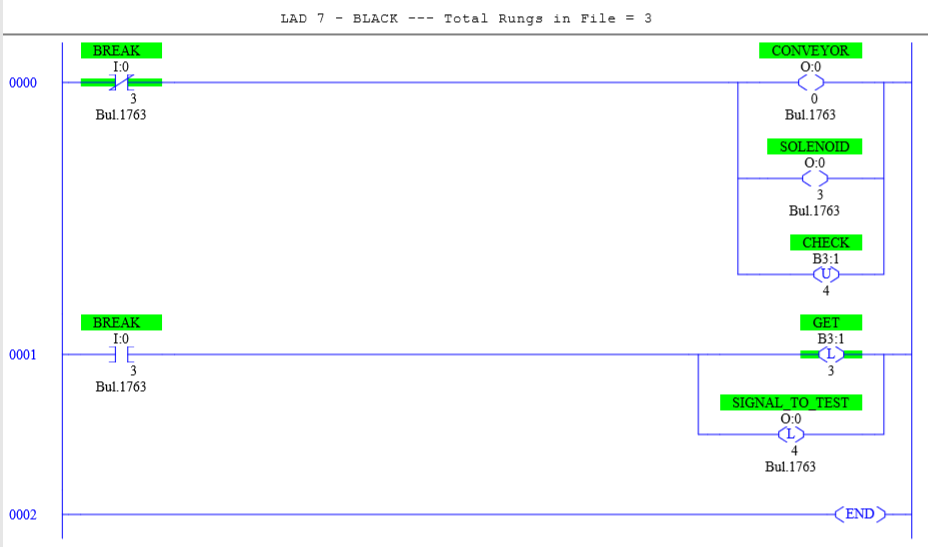 LAD 7 - BLACK --- Total Rungs in File = 3
BREAK
CONVEYOR
I:0
O:0
0000
3
0
Bul.1763
Bul.1763
SOLENOID
O:0
3
Bul.1763
CHECK
B3:1
U
4
BREAK
GET
I:0
B3:1
0001
L
3
3
Bul.1763
SIGNAL_TO_TEST
O:0
L
4
Bul.1763
0002
END